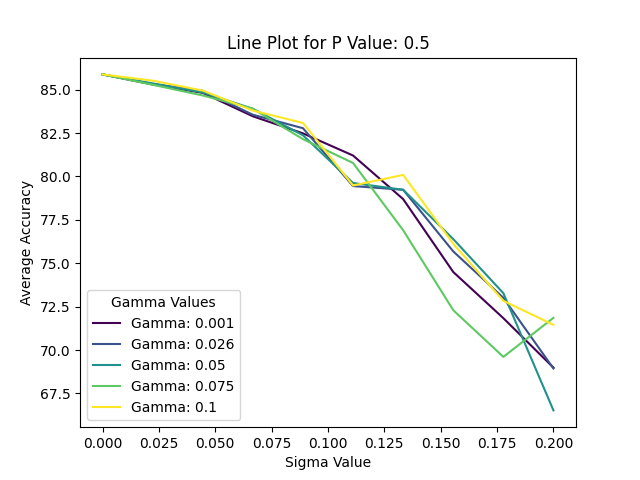 Line Plot for P Value: 0.5
85.0
82.5
80.0
77.5
75.0
72.5
70.0
67.5
Average Accuracy
Gamma Values
Gamma: 0.001
Gamma: 0.026
Gamma: 0.05
Gamma: 0.075
Gamma: 0.1
0.000 0.025 0.050 0.075 0.100 0.125 0.150 0.175 0.200
Sigma Value